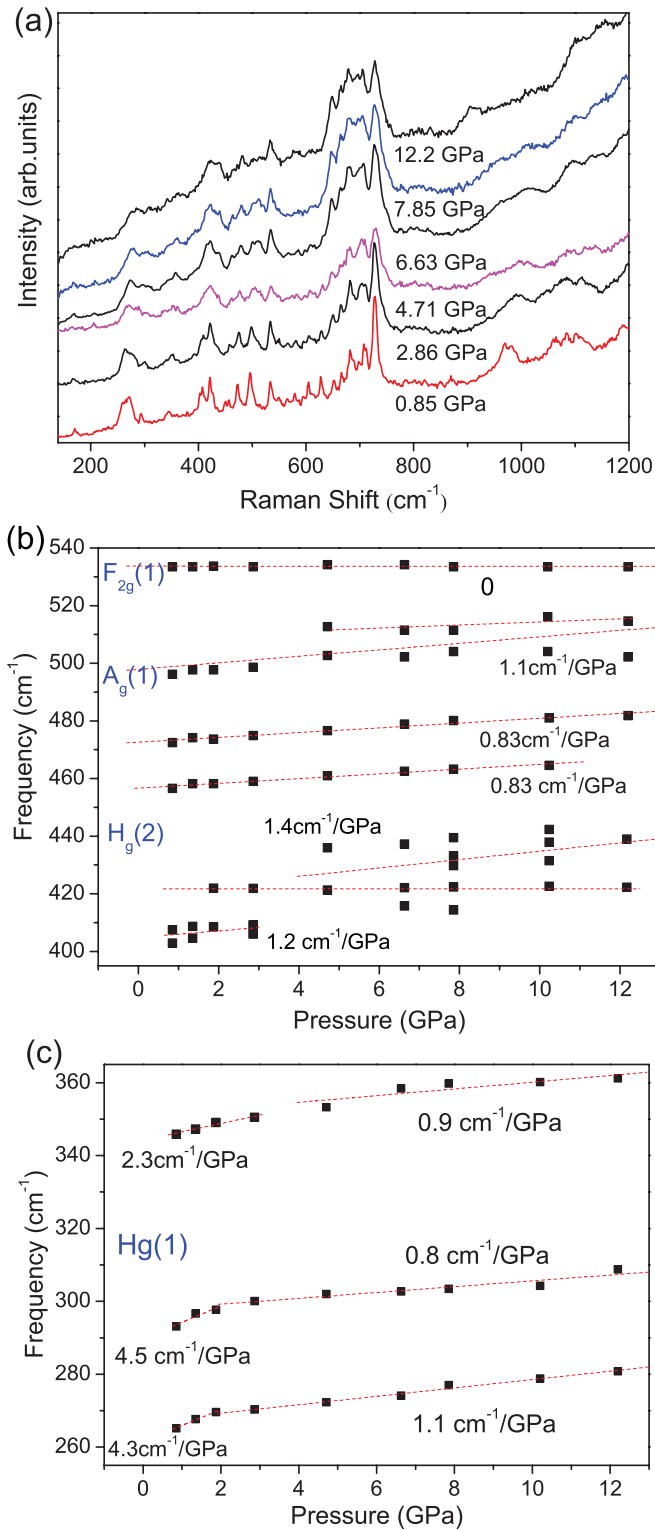 (a)
Intensity (arb.units)
12.2 GPa
7.85 GPa
6.63 GPa
4.71 GPa
2.86 GPa
0.85 GPa
200 400 600 800 1000 1200
Raman Shift (cm⁻¹)
(b)
540
520
500
480
460
440
420
400
Frequency (cm⁻¹)
F₂g(1)
0
Ag(1)
1.1cm⁻¹/GPa
0.83cm⁻¹/GPa
0.83 cm⁻¹/GPa
Hg(2)
1.4cm⁻¹/GPa
1.2 cm⁻¹/GPa
0 2 4 6 8 10 12
Pressure (GPa)
(c)
360
340
320
300
280
260
Frequency (cm⁻¹)
2.3cm⁻¹/GPa
0.9 cm⁻¹/GPa
Hg(1)
0.8 cm⁻¹/GPa
4.5 cm⁻¹/GPa
4.3cm⁻¹/GPa
1.1 cm⁻¹/GPa
0 2 4 6 8 10 12
Pressure (GPa)